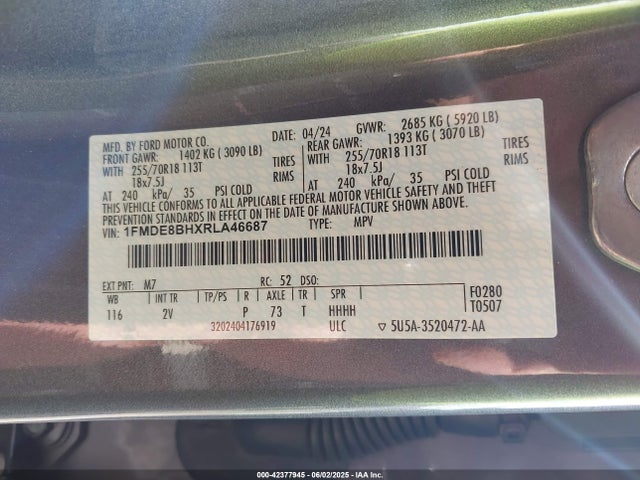 MFD. BY FORD MOTOR CO.
DATE: 04/24 GVWR: 2685 KG ( 5920 LB)
FRONT GAWR: 1402 KG ( 3090 LB) REAR GAWR: 1393 KG ( 3070 LB)
WITH 255/70R18 113T TIRES WITH 255/70R18 113T TIRES
18x7.5J RIMS 18x7.5J RIMS
AT 240 kPa/ 35 PSI COLD AT 240 kPa/ 35 PSI COLD
THIS VEHICLE CONFORMS TO ALL APPLICABLE FEDERAL MOTOR VEHICLE SAFETY AND THEFT
PREVENTION STANDARDS IN EFFECT ON THE DATE OF MANUFACTURE SHOWN ABOVE.
VIN: 1FMDE8BHXRLA46687 TYPE: MPV
EXT PNT: M7 RC: 52 DSO:
WB INT TR TP/PS R AXLE TR SPR F0280
116 2V P 73 T HHHH T0507
3202404176919 ULC 5U5A-3520472-AA
000-42377945 - 06/02/2025 - IAA Inc.